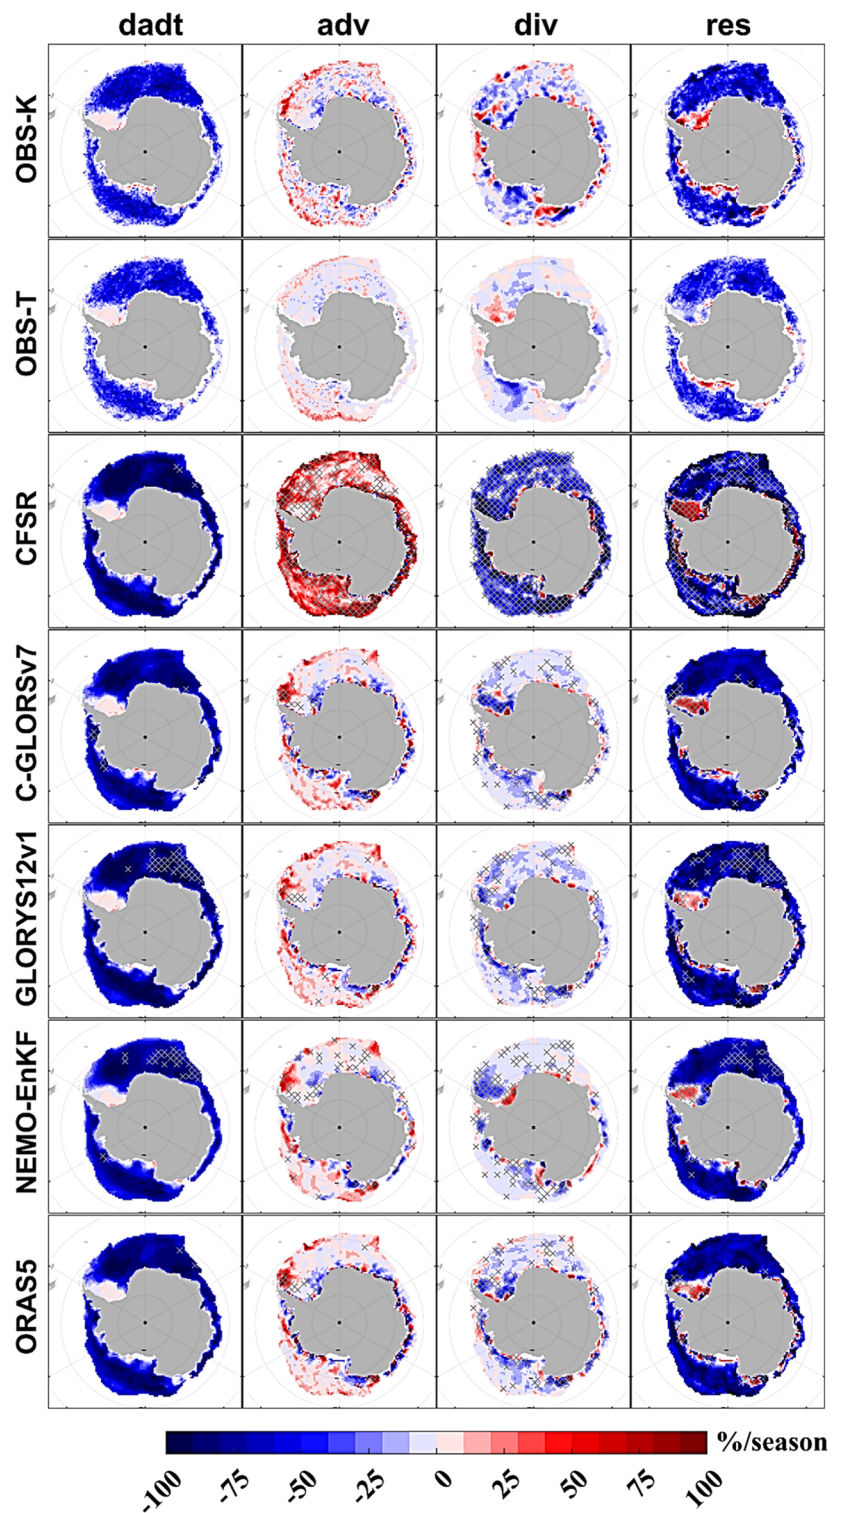 dadt adv div res
OBS-K
OBS-T
CFSR
C-GLORSv7
GLORYS12v1
NEMO-EnKF
ORAS5
%/season
-100 -75 -50 -25 0 25 50 75 100